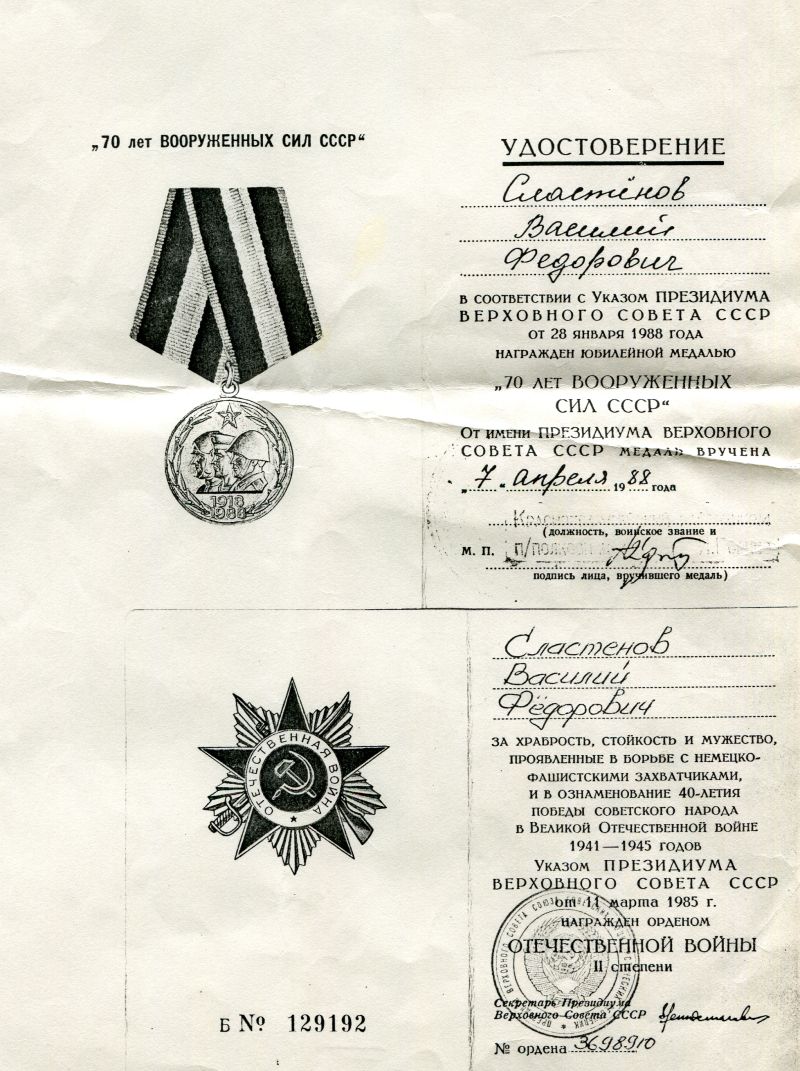 „70 лет ВООРУЖЕННЫХ СИЛ СССР“
1918
1988
УДОСТОВЕРЕНИЕ
Сластёнов
Василий
Федорович
В СООТВЕТСТВИИ С УКАЗОМ ПРЕЗИДИУМА
ВЕРХОВНОГО СОВЕТА СССР
ОТ 28 ЯНВАРЯ 1988 ГОДА
НАГРАЖДЕН ЮБИЛЕЙНОЙ МЕДАЛЬЮ
„70 ЛЕТ ВООРУЖЕННЫХ
СИЛ СССР“
ОТ ИМЕНИ ПРЕЗИДИУМА ВЕРХОВНОГО
СОВЕТА СССР МЕДАЛЬ ВРУЧЕНА
„7“ апреля 1988 года
(должность, воинское звание и
М. П.
подпись лица, вручившего медаль)
ОТЕЧЕСТВЕННАЯ ВОЙНА
Б № 129192
Сластенов
Василий
Фёдорович
ЗА ХРАБРОСТЬ, СТОЙКОСТЬ И МУЖЕСТВО,
ПРОЯВЛЕННЫЕ В БОРЬБЕ С НЕМЕЦКО-
ФАШИСТСКИМИ ЗАХВАТЧИКАМИ,
И В ОЗНАМЕНОВАНИЕ 40-ЛЕТИЯ
ПОБЕДЫ СОВЕТСКОГО НАРОДА
В ВЕЛИКОЙ ОТЕЧЕСТВЕННОЙ ВОЙНЕ
1941—1945 ГОДОВ
УКАЗОМ ПРЕЗИДИУМА
ВЕРХОВНОГО СОВЕТА СССР
от 11 марта 1985 г.
НАГРАЖДЕН ОРДЕНОМ
ОТЕЧЕСТВЕННОЙ ВОЙНЫ
II степени
Секретарь Президиума
Верховного Совета СССР
№ ордена 3698910